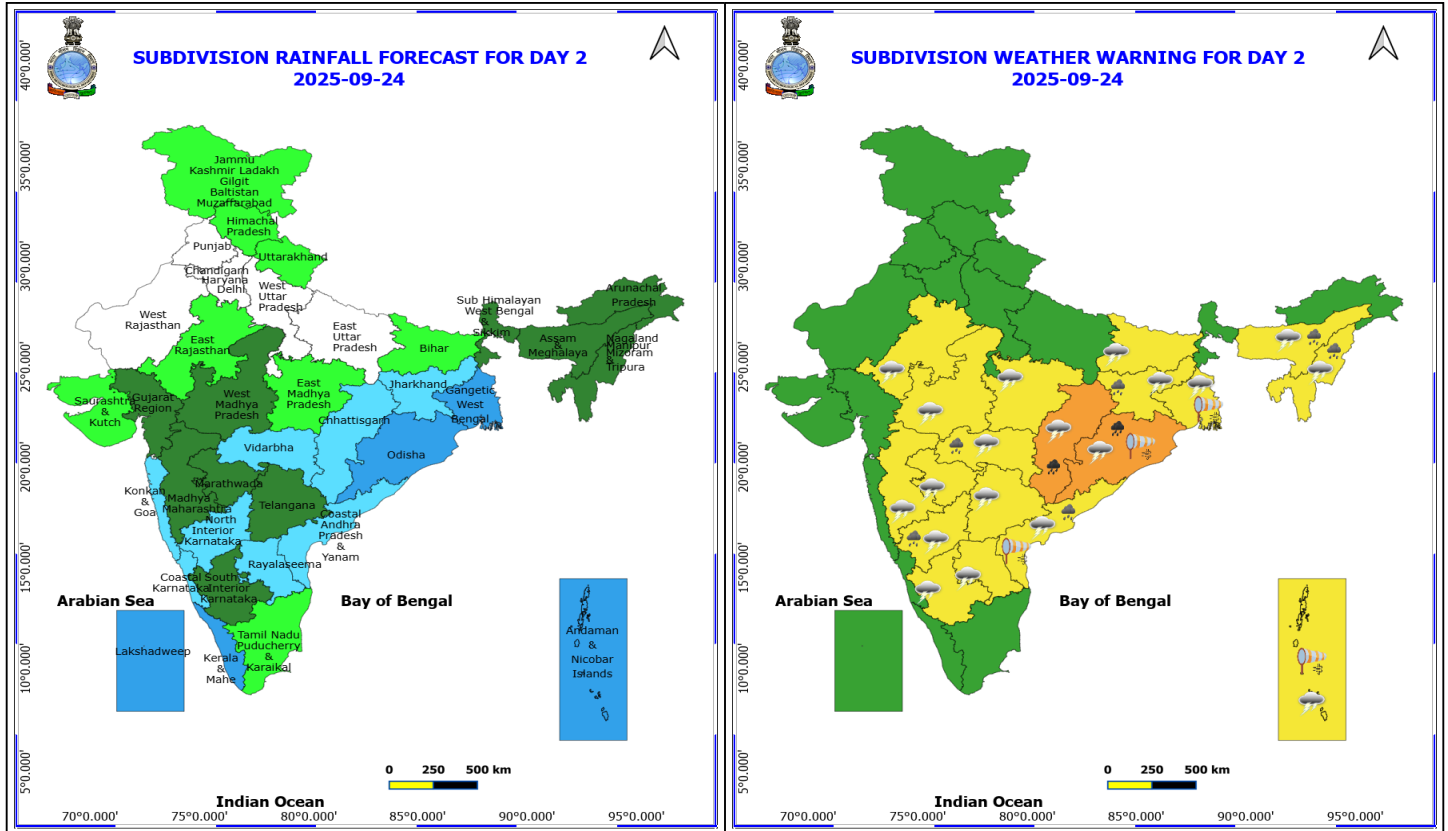 SUBDIVISION RAINFALL FORECAST FOR DAY 2
2025-09-24
40°0.000'
35°0.000'
30°0.000'
25°0.000'
20°0.000'
15°0.000'
10°0.000'
5°0.000'
Jammu
Kashmir Ladakh
Gilgit
Baltistan
Muzaffarabad
Himachal
Pradesh
Punjab
Uttarakhand
Chandigarh
Haryana
Delhi
West
Uttar
Pradesh
West
Rajasthan
East
Uttar
Pradesh
East
Rajasthan
Bihar
Sub Himalayan
West Bengal
&
Sikkim
Arunachal
Pradesh
Assam
&
Meghalaya
Nagaland
Manipur
Mizoram
&
Tripura
Saurashtra
&
Kutch
Gujarat
Region
West
Madhya
Pradesh
East
Madhya
Pradesh
Jharkhand
Gangetic
West
Bengal
Chhattisgarh
Vidarbha
Odisha
Konkan
&
Goa
Madhya
Maharashtra
Marathwada
Telangana
North
Interior
Karnataka
Coastal
Andhra
Pradesh
&
Yanam
Rayalaseema
Coastal
Karnataka
South
Interior
Karnataka
Arabian Sea
Bay of Bengal
Lakshadweep
Kerala
&
Mahe
Tamil Nadu
Puducherry
&
Karaikal
Andaman
&
Nicobar
Islands
0 250 500 km
Indian Ocean
70°0.000' 75°0.000' 80°0.000' 85°0.000' 90°0.000' 95°0.000'
SUBDIVISION WEATHER WARNING FOR DAY 2
2025-09-24
40°0.000'
35°0.000'
30°0.000'
25°0.000'
20°0.000'
15°0.000'
10°0.000'
5°0.000'
Arabian Sea
Bay of Bengal
0 250 500 km
Indian Ocean
70°0.000' 75°0.000' 80°0.000' 85°0.000' 90°0.000' 95°0.000'